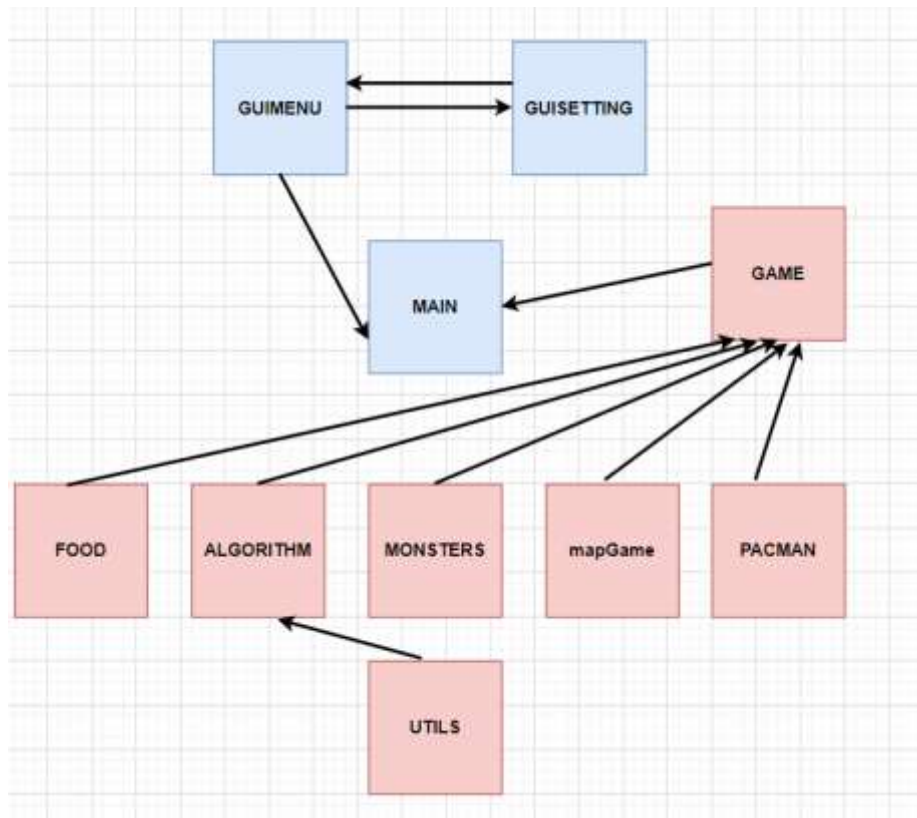 GUIMENU
GUISETTING
GAME
MAIN
FOOD
ALGORITHM
MONSTERS
mapGame
PACMAN
UTILS